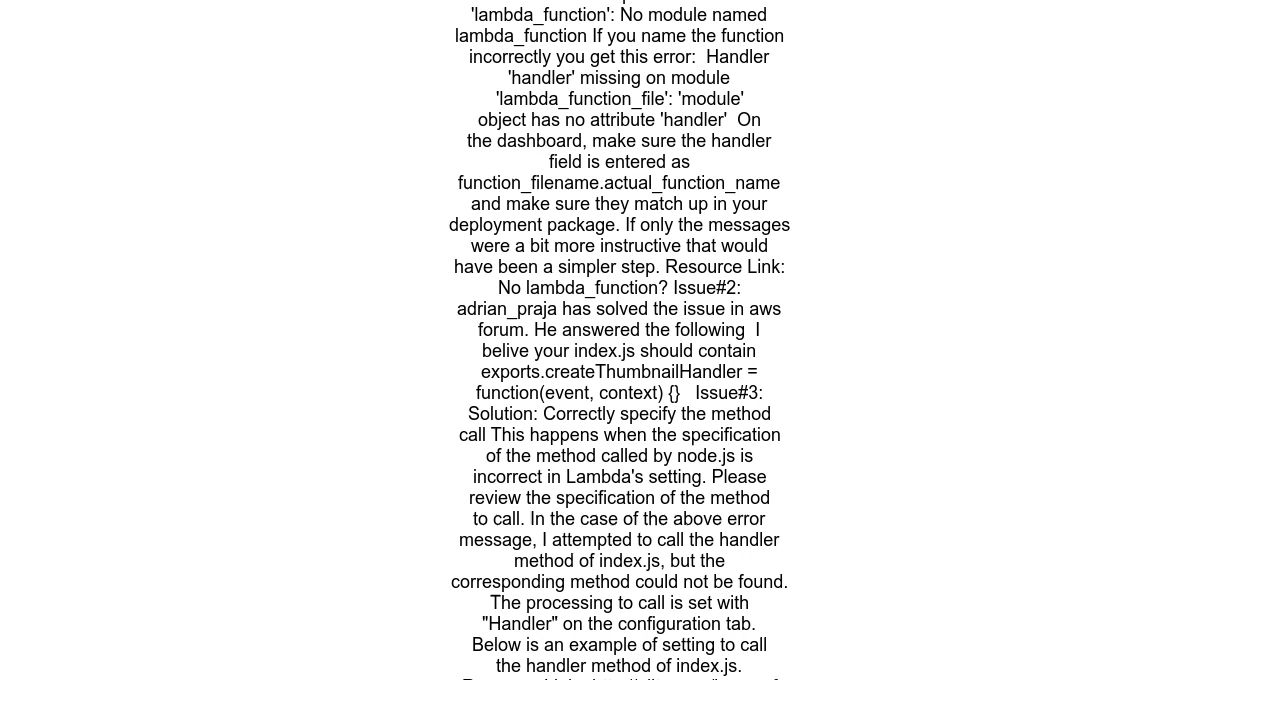 'lambda_function': No module named
lambda_function If you name the function
incorrectly you get this error:  Handler
'handler' missing on module
'lambda_function_file': 'module'
object has no attribute 'handler'  On
the dashboard, make sure the handler
field is entered as
function_filename.actual_function_name
and make sure they match up in your
deployment package. If only the messages
were a bit more instructive that would
have been a simpler step. Resource Link:
No lambda_function? Issue#2:
adrian_praja has solved the issue in aws
forum. He answered the following  I
belive your index.js should contain
exports.createThumbnailHandler =
function(event, context) {}   Issue#3:
Solution: Correctly specify the method
call This happens when the specification
of the method called by node.js is
incorrect in Lambda's setting. Please
review the specification of the method
to call. In the case of the above error
message, I attempted to call the handler
method of index.js, but the
corresponding method could not be found.
The processing to call is set with
"Handler" on the configuration tab.
Below is an example of setting to call
the handler method of index.js.